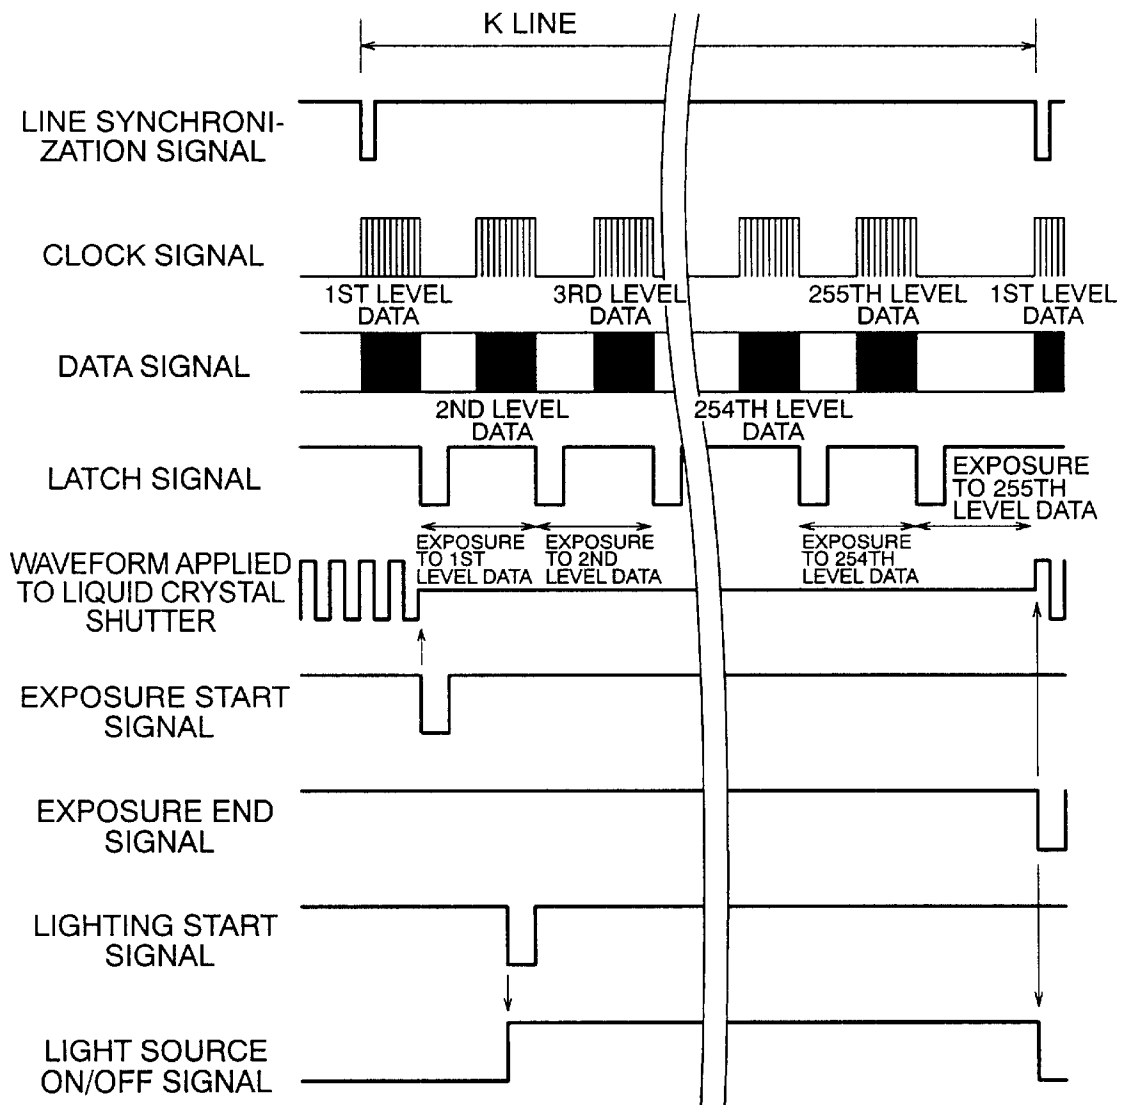 K LINE
LINE SYNCHRONI-
ZATION SIGNAL
CLOCK SIGNAL
1ST LEVEL
DATA
3RD LEVEL
DATA
255TH LEVEL
DATA
1ST LEVEL
DATA
DATA SIGNAL
2ND LEVEL
DATA
254TH LEVEL
DATA
LATCH SIGNAL
EXPOSURE
TO 255TH
LEVEL DATA
WAVEFORM APPLIED
TO LIQUID CRYSTAL
SHUTTER
EXPOSURE
TO 1ST
LEVEL DATA
EXPOSURE
TO 2ND
LEVEL DATA
EXPOSURE
TO 254TH
LEVEL DATA
EXPOSURE START
SIGNAL
EXPOSURE END
SIGNAL
LIGHTING START
SIGNAL
LIGHT SOURCE
ON/OFF SIGNAL